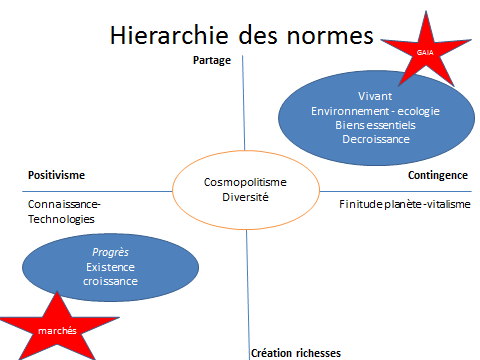 Hierarchie des normes
GAIA
Partage
Vivant
Environnement - ecologie
Biens essentiels
Decroissance
Positivisme
Contingence
Cosmopolitisme
Diversité
Connaissance-
Technologies
Finitude planète -vitalisme
Progrès
Existence
croissance
marchés
Création richesses